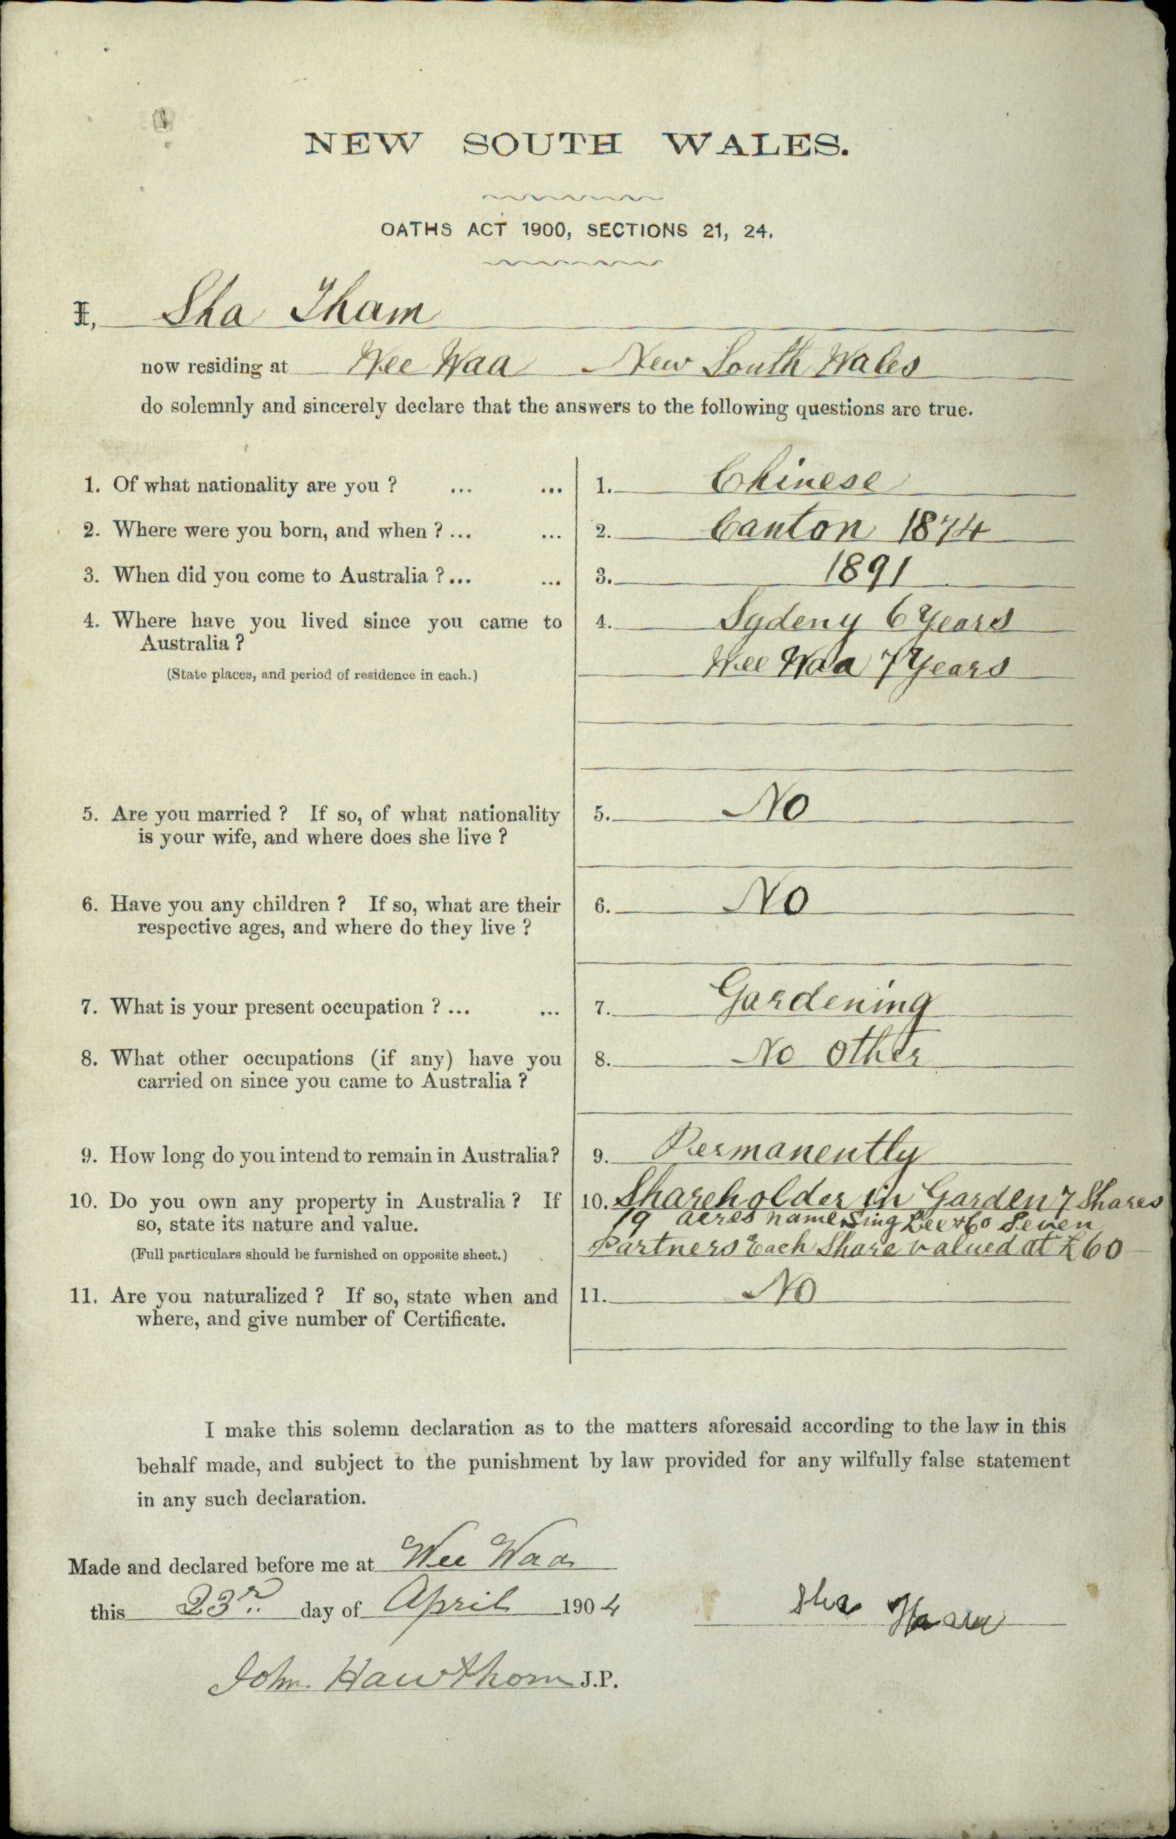 NEW SOUTH WALES.
OATHS ACT 1900, SECTIONS 21, 24.
I, Sha Tham
now residing at Wee Waa New South Wales
do solemnly and sincerely declare that the answers to the following questions are true.
1. Of what nationality are you ? ... ... 1. Chinese
2. Where were you born, and when ? ... ... 2. Canton 1874
3. When did you come to Australia ? ... ... 3. 1891
4. Where have you lived since you came to 4. Sydeny 6 Years
Australia ?
(State places, and period of residence in each.) Wee Waa 7 Years
5. Are you married ? If so, of what nationality 5. No
is your wife, and where does she live ?
6. Have you any children ? If so, what are their 6. No
respective ages, and where do they live ?
7. What is your present occupation ? ... ... 7. Gardening
8. What other occupations (if any) have you 8. No other
carried on since you came to Australia ?
9. How long do you intend to remain in Australia? 9. Permanently
10. Do you own any property in Australia ? If 10. Shareholder in Garden 7 Shares
so, state its nature and value. 19 acres name Sing Lee & Co Seven
(Full particulars should be furnished on opposite sheet.) Partners Each Share valued at £60
11. Are you naturalized ? If so, state when and 11. No
where, and give number of Certificate.
I make this solemn declaration as to the matters aforesaid according to the law in this
behalf made, and subject to the punishment by law provided for any wilfully false statement
in any such declaration.
Made and declared before me at Wee Waa
this 23r. day of April 1904 Sha Tham
John Hawthorn J.P.